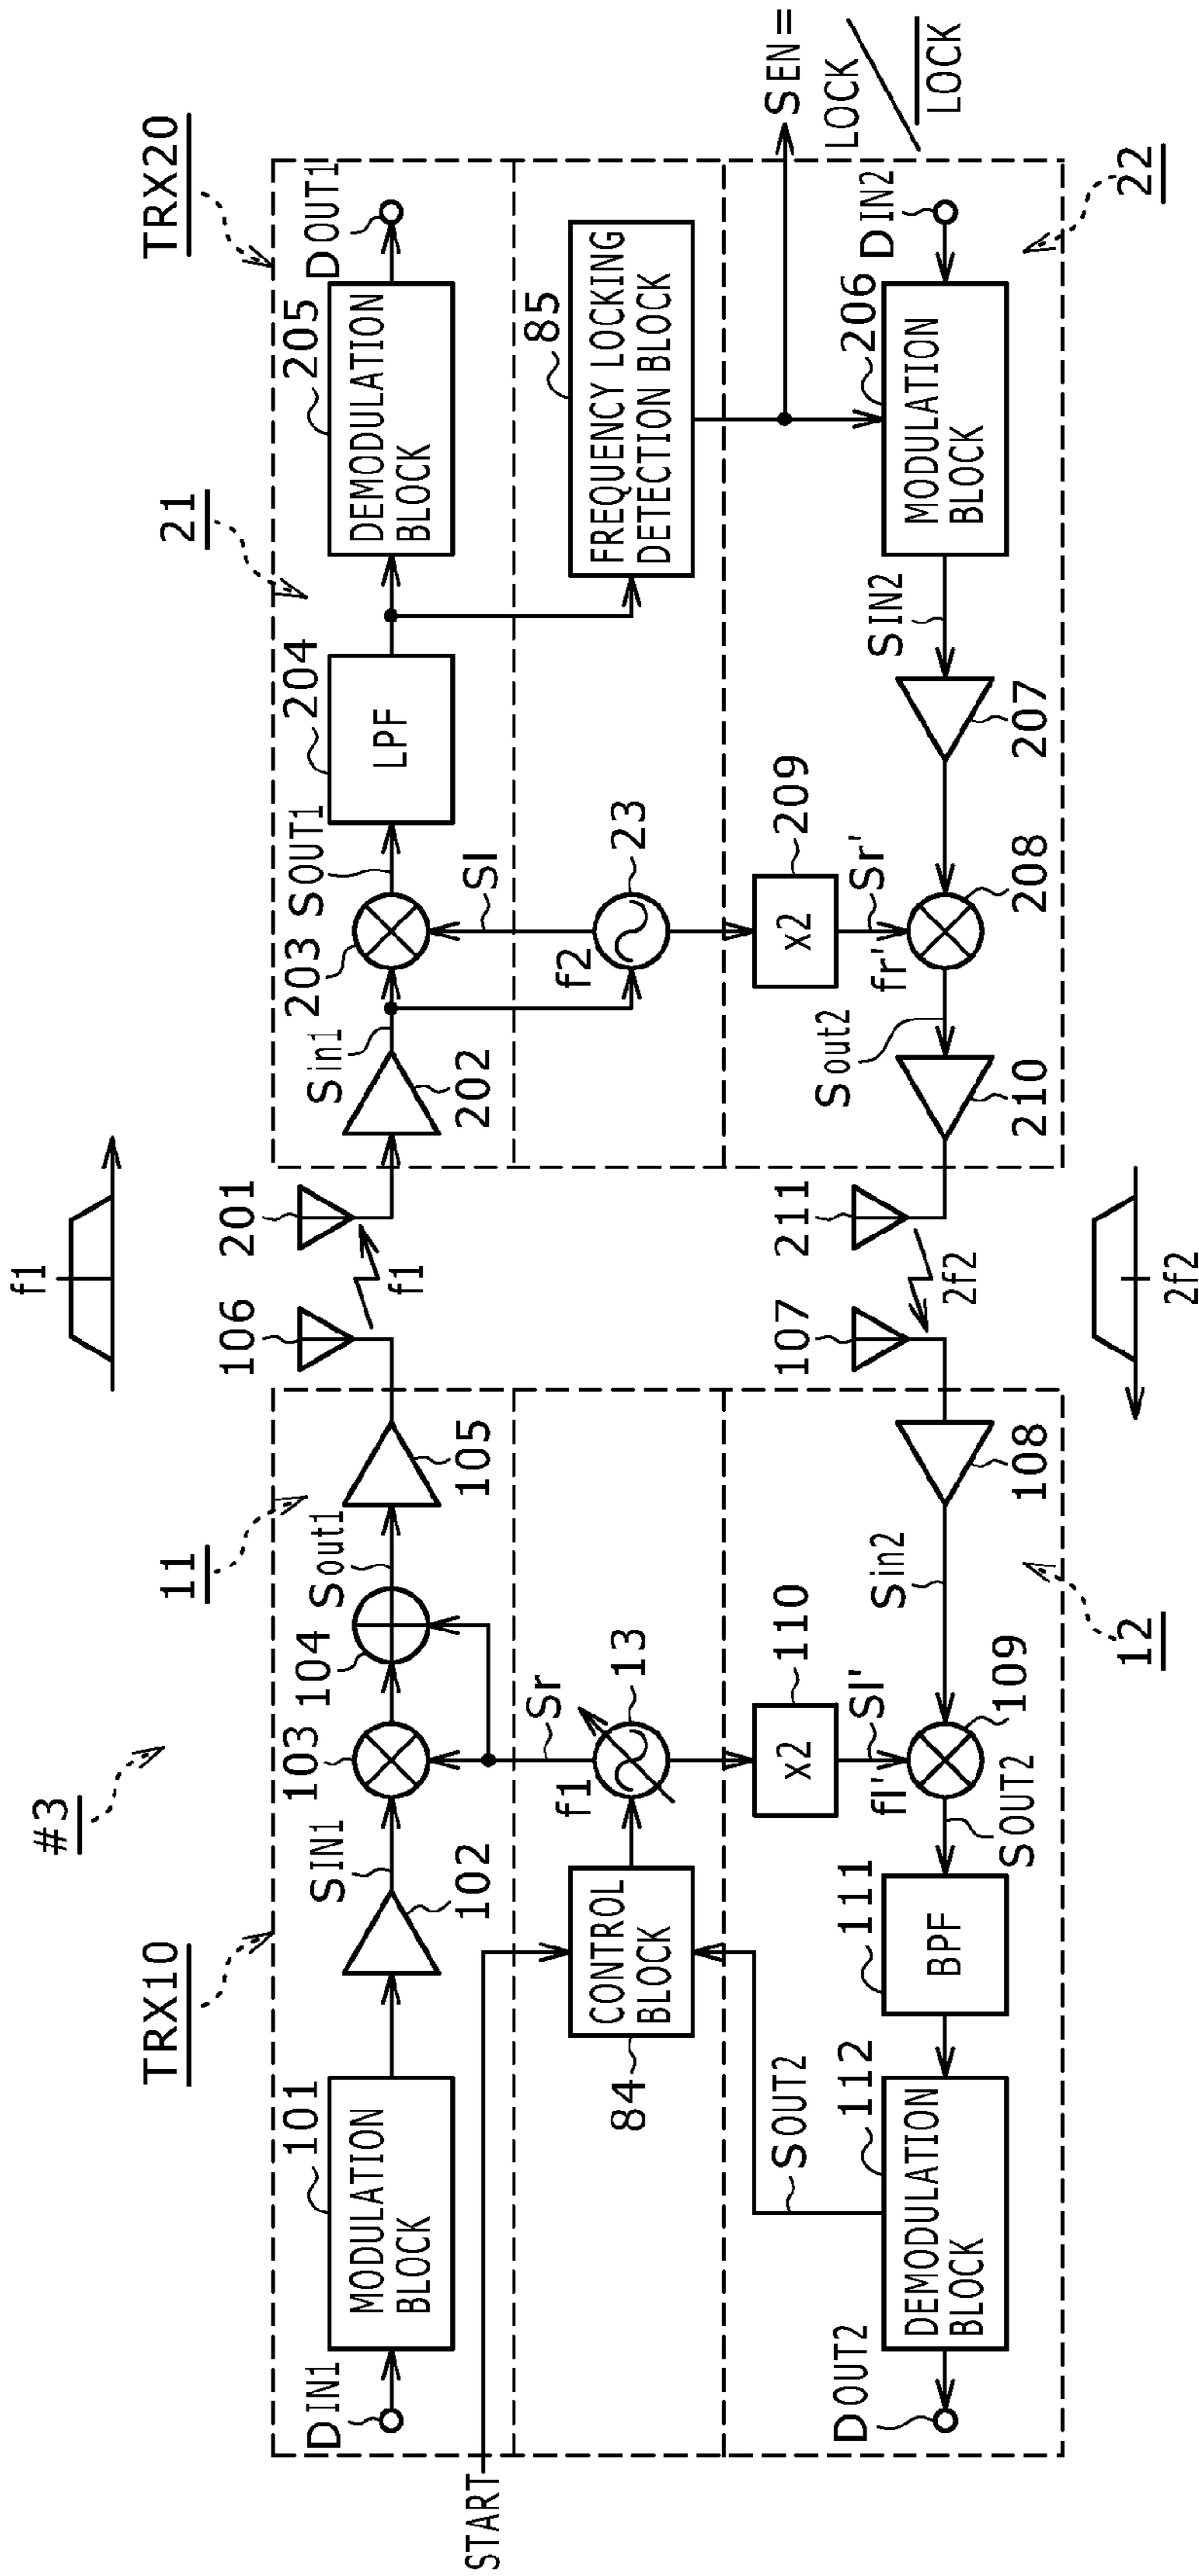 #3
TRX10
11
21
TRX20
f1
DIN1
101
MODULATION
BLOCK
102
SIN1
103
104
Sout1
105
106
f1
201
202
Sin1
203
SOUT1
204
LPF
205
DEMODULATION
BLOCK
DOUT1
START
84
CONTROL
BLOCK
f1
13
Sr
f2
23
Sl
85
FREQUENCY LOCKING
DETECTION BLOCK
SEN=
LOCK
LOCK
SOUT2
110
x2
fl'
Sl'
209
x2
fr'
Sr'
DOUT2
112
DEMODULATION
BLOCK
111
BPF
SOUT2
109
Sin2
108
107
2f2
211
210
Sout2
208
207
SIN2
206
MODULATION
BLOCK
DIN2
12
22
2f2